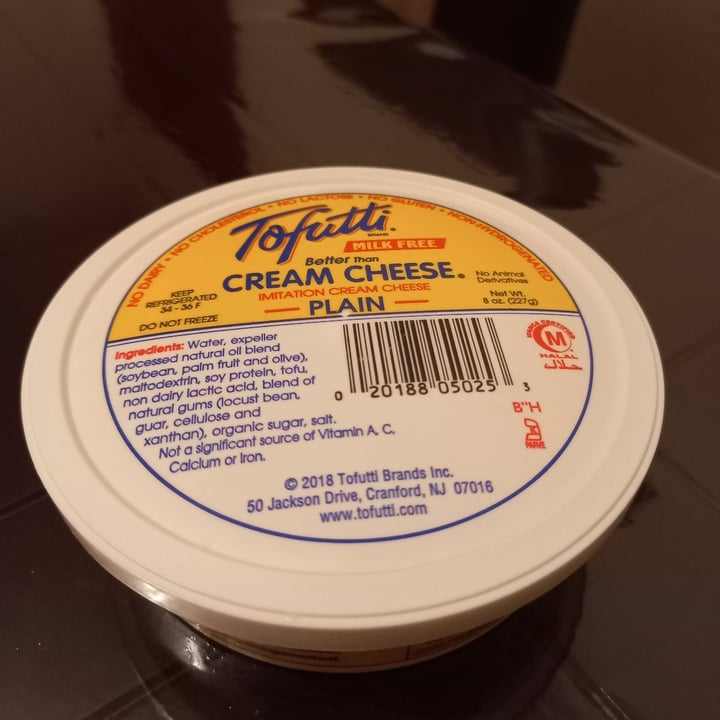 NO DAIRY • NO CHOLESTEROL • NO LACTOSE • NO GLUTEN • NON-HYDROGENATED
Tofutti®
BRAND
MILK FREE
Better Than
CREAM CHEESE®
IMITATION CREAM CHEESE
PLAIN
KEEP
REFRIGERATED
34 - 36 F
DO NOT FREEZE
No Animal
Derivatives
Net Wt.
8 oz. (227g)
Ingredients: Water, expeller
processed natural oil blend
(soybean, palm fruit and olive),
maltodextrin, soy protein, tofu,
non dairy lactic acid, blend of
natural gums (locust bean,
guar, cellulose and
xanthan), organic sugar, salt.
Not a significant source of Vitamin A, C,
Calcium or Iron.
0 20188 05025 3
M
HALAL
حلال
B"H
PARVE
© 2018 Tofutti Brands Inc.
50 Jackson Drive, Cranford, NJ 07016
www.tofutti.com